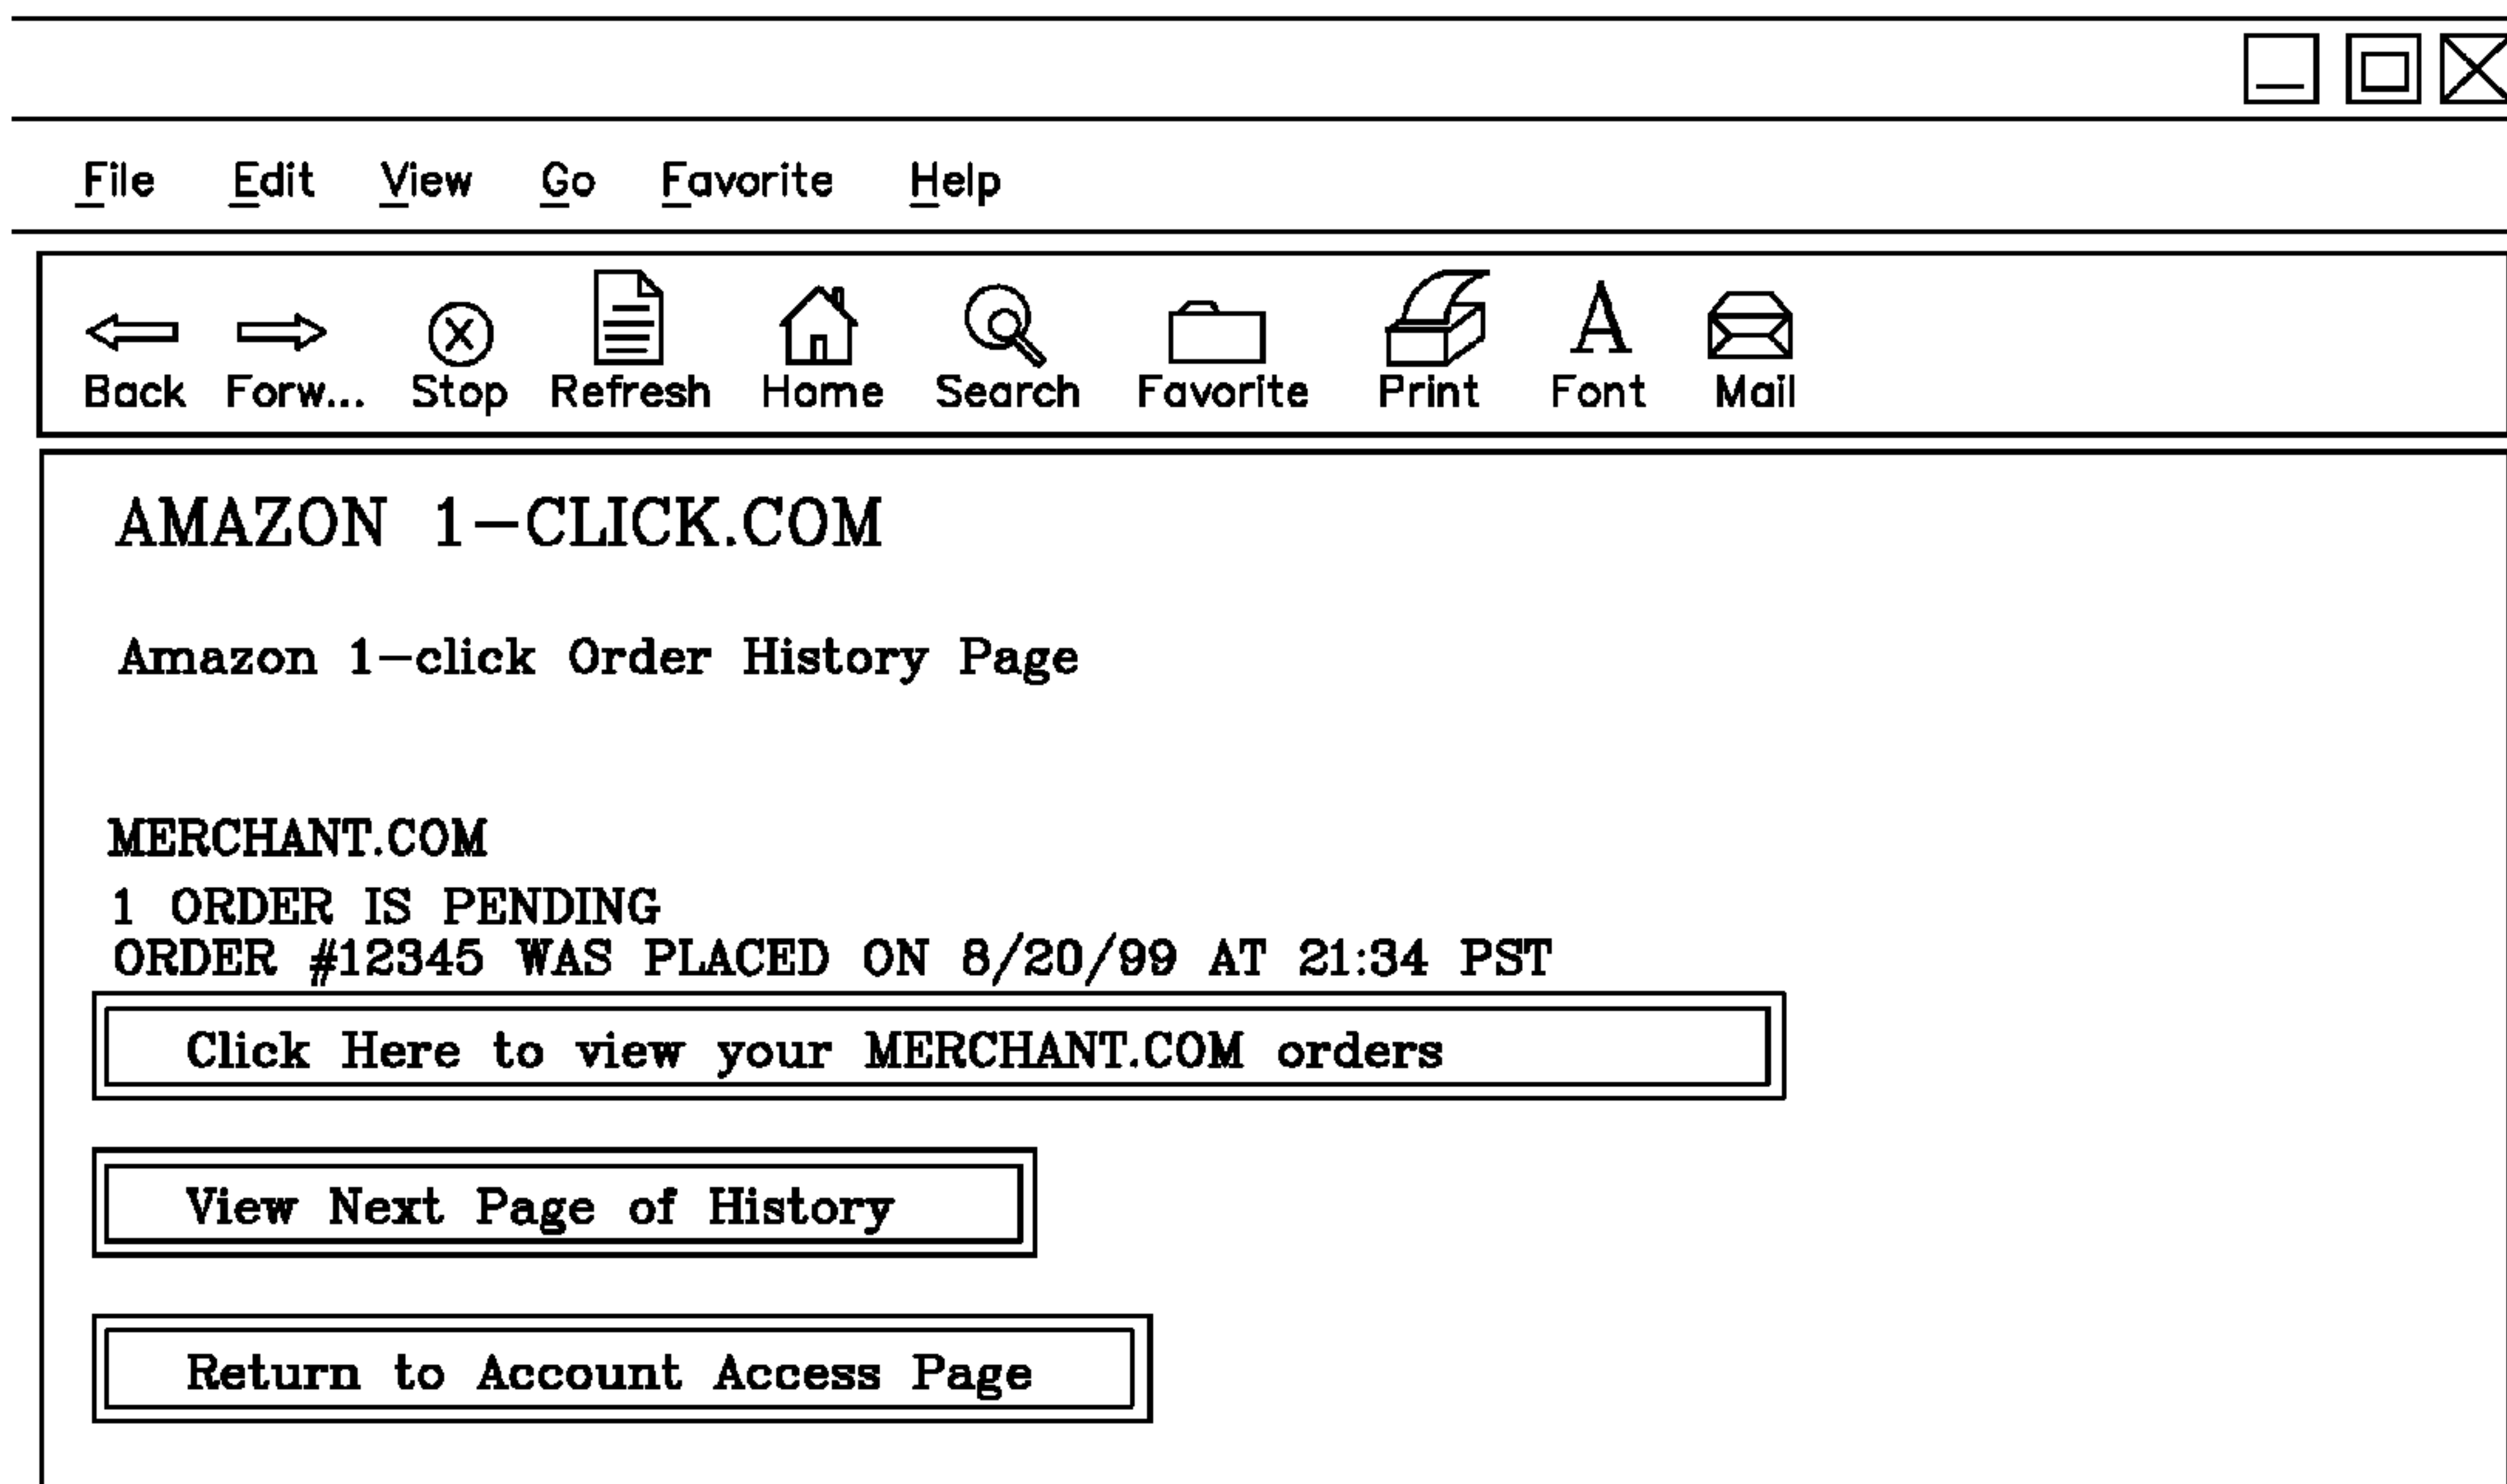 File Edit View Go Favorite Help
Back Forw... Stop Refresh Home Search Favorite Print Font Mail
AMAZON 1-CLICK.COM
Amazon 1-click Order History Page
MERCHANT.COM
1 ORDER IS PENDING
ORDER #12345 WAS PLACED ON 8/20/99 AT 21:34 PST
Click Here to view your MERCHANT.COM orders
View Next Page of History
Return to Account Access Page